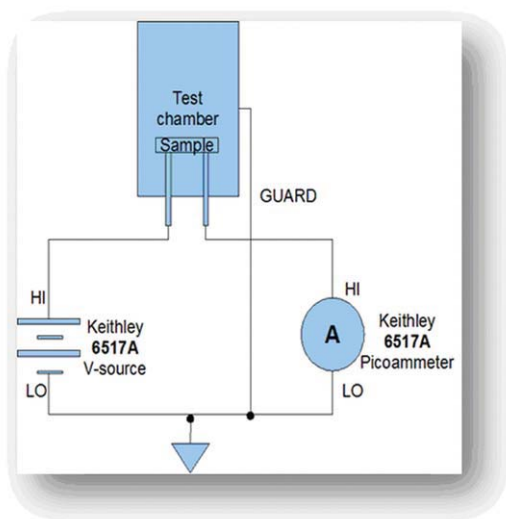 Test
chamber
Sample
GUARD
HI
Keithley
6517A
V-source
LO
HI
A
Keithley
6517A
Picoammeter
LO